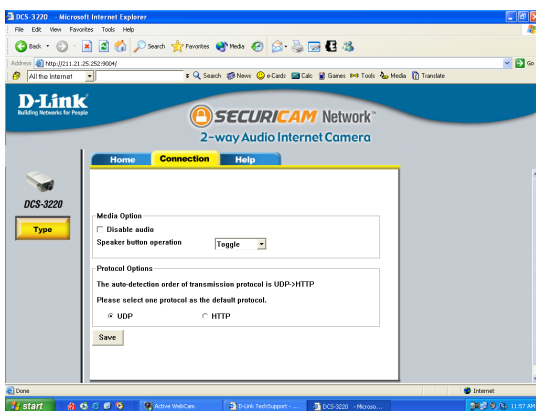 DCS-3220 - Microsoft Internet Explorer
File Edit View Favorites Tools Help
Back Search Favorites Media
Address http://211.21.25.252:9004/ Go
All the Internet Search News e-Cards Calc Games Tools Media Translate
D-Link
Building Networks for People
SECURICAM Network™
2-way Audio Internet Camera
Home Connection Help
DCS-3220
Type
Media Option
Disable audio
Speaker button operation Toggle
Protocol Options
The auto-detection order of transmission protocol is UDP->HTTP
Please select one protocol as the default protocol.
UDP HTTP
Save
Done Internet
start Active WebCam D-Link TechSupport - ... DCS-3220 - Microso... 11:57 AM